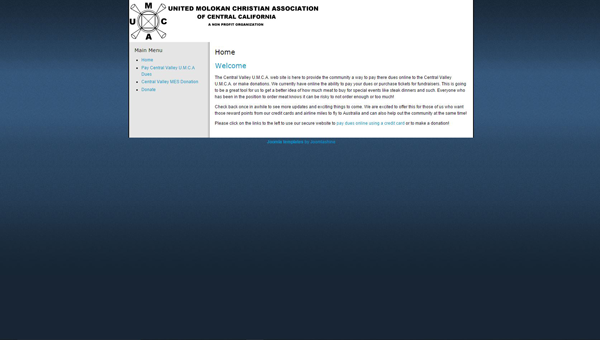 M
U C
A
UNITED MOLOKAN CHRISTIAN ASSOCIATION
OF CENTRAL CALIFORNIA
A NON PROFIT ORGANIZATION
Main Menu
Home
Pay Central Valley U.M.C.A Dues
Central Valley MES Donation
Donate
Home
Welcome
The Central Valley U.M.C.A. web site is here to provide the community a way to pay there dues online to the Central Valley
U.M.C.A. or make donations. We currently have online the ability to pay your dues or purchase tickets for fundraisers. This is
going to be a great tool for us to get a better idea of how much meat to buy for special events like steak dinners and such. Everyone who
has been in the position to order meat knows it can be risky to not order enough or too much!
Check back once in awhile to see more updates and exciting things to come. We are excited to offer this for those of us who want
those reward points from our credit cards and airline miles to fly to Australia and can also help out the community at the same time!
Please click on the links to the left to use our secure website to pay dues online using a credit card or to make a donation!
Joomla templates by